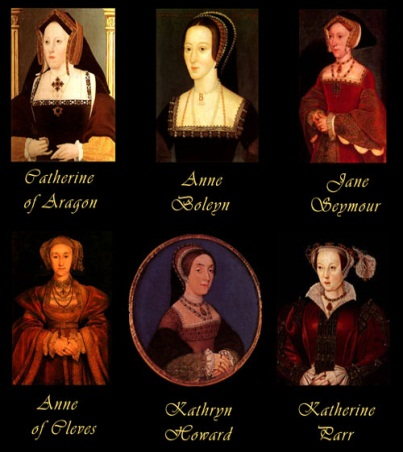 Catherine
of Aragon
Anne
Boleyn
Jane
Seymour
Anne
of Cleves
Kathryn
Howard
Katherine
Parr